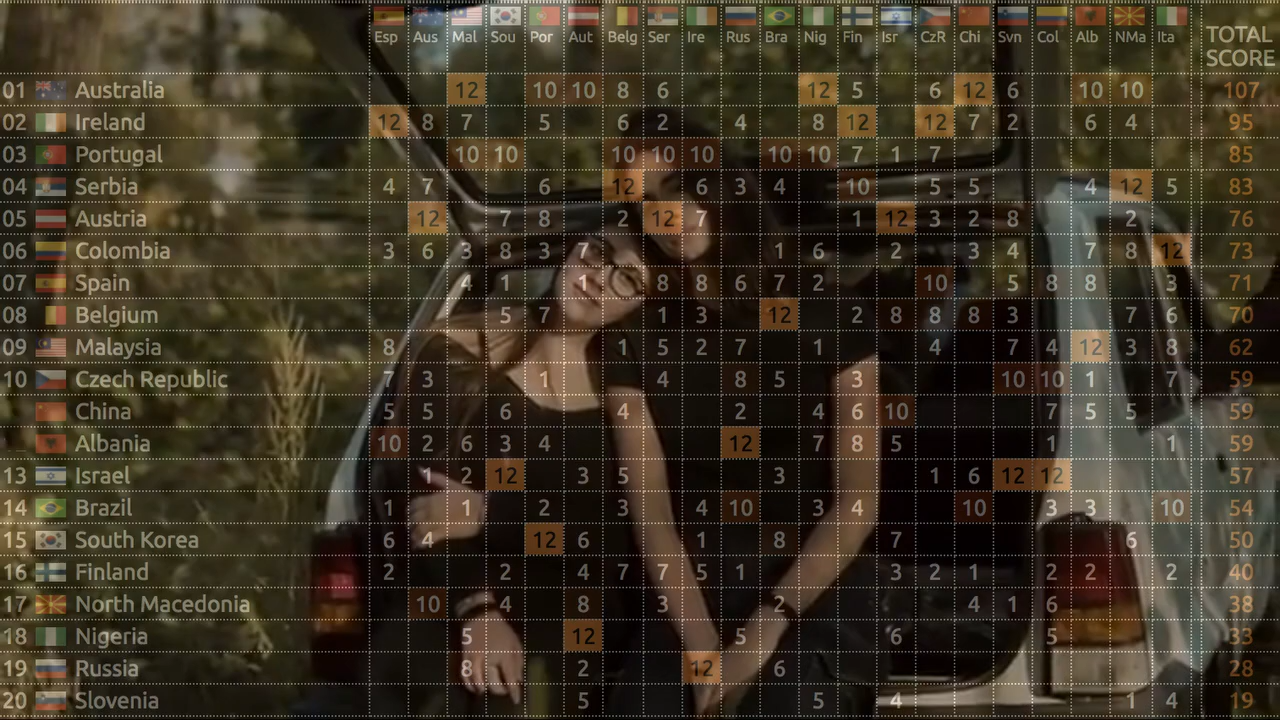 Esp Aus Mal Sou Por Aut Belg Ser Ire Rus Bra Nig Fin Isr CzR Chi Svn Col Alb NMa Ita TOTAL SCORE
01 Australia 12 10 10 8 6 12 5 6 12 6 10 10 107
02 Ireland 12 8 7 5 6 2 4 8 12 12 7 2 6 4 95
03 Portugal 10 10 10 10 10 10 10 7 1 7 85
04 Serbia 4 7 6 12 6 3 4 10 5 5 4 12 5 83
05 Austria 12 7 8 2 12 7 1 12 3 2 8 2 76
06 Colombia 3 6 3 8 3 7 1 6 2 3 4 7 8 12 73
07 Spain 4 1 1 8 8 6 7 2 10 5 8 8 3 71
08 Belgium 5 7 1 3 12 2 8 8 8 3 7 6 70
09 Malaysia 8 1 5 2 7 1 4 7 4 12 3 8 62
10 Czech Republic 7 3 1 4 8 5 3 10 10 1 7 59
China 5 5 6 4 2 4 6 10 7 5 5 59
Albania 10 2 6 3 4 12 7 8 5 1 1 59
13 Israel 1 2 12 3 5 3 1 6 12 12 57
14 Brazil 1 1 2 3 4 10 3 4 10 3 3 10 54
15 South Korea 6 4 12 6 1 8 7 6 50
16 Finland 2 2 4 7 7 5 1 3 2 1 2 2 2 40
17 North Macedonia 10 4 8 3 2 4 1 6 38
18 Nigeria 5 12 5 6 5 33
19 Russia 8 2 12 6 28
20 Slovenia 5 5 4 1 4 19